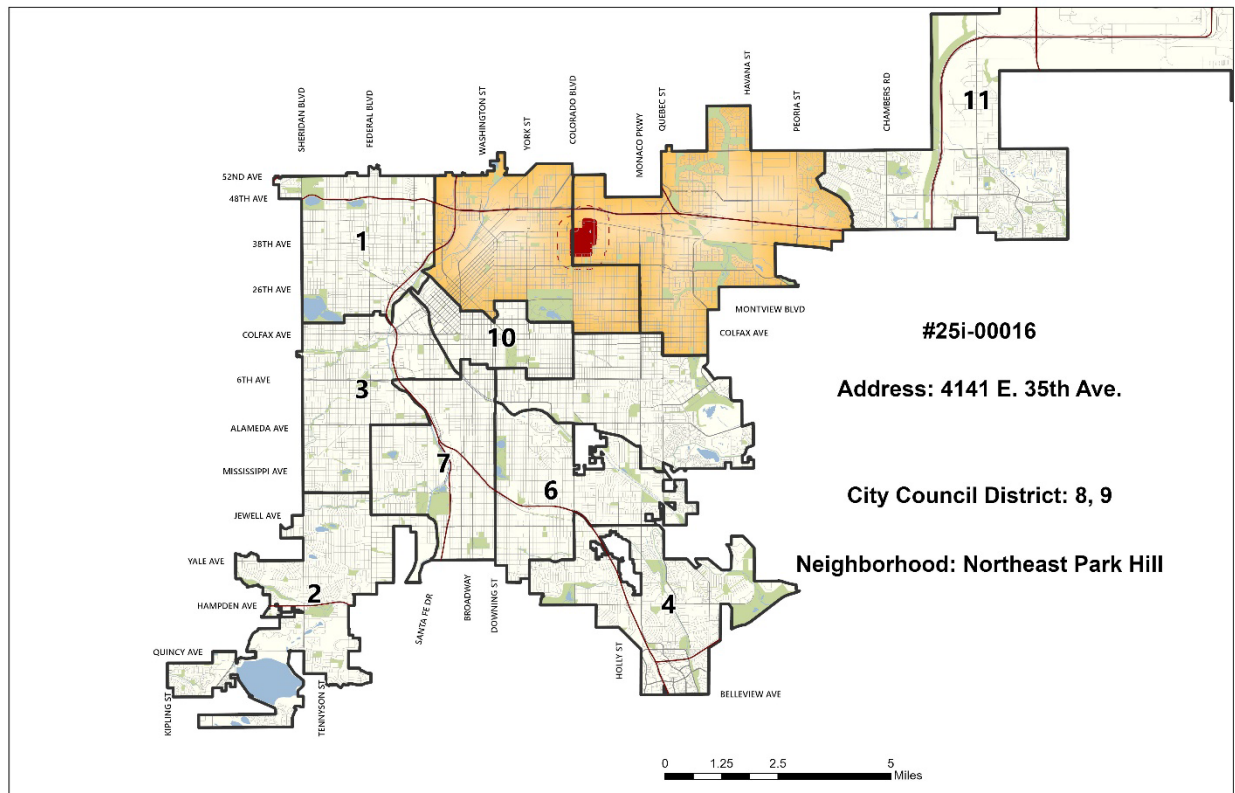 SHERIDAN BLVD
FEDERAL BLVD
WASHINGTON ST
YORK ST
COLORADO BLVD
MONACO PKWY
QUEBEC ST
HAVANA ST
PEORIA ST
CHAMBERS RD
11
52ND AVE
48TH AVE
1
38TH AVE
26TH AVE
MONTVIEW BLVD
COLFAX AVE
COLFAX AVE
10
#25i-00016
3
6TH AVE
Address: 4141 E. 35th Ave.
ALAMEDA AVE
7
MISSISSIPPI AVE
6
City Council District: 8, 9
JEWELL AVE
YALE AVE
Neighborhood: Northeast Park Hill
2
HAMPDEN AVE
4
SANTA FE DR
BROADWAY
DOWNING ST
QUINCY AVE
HOLLY ST
KIPLING ST
TENNYSON ST
BELLEVIEW AVE
0 1.25 2.5 5
Miles